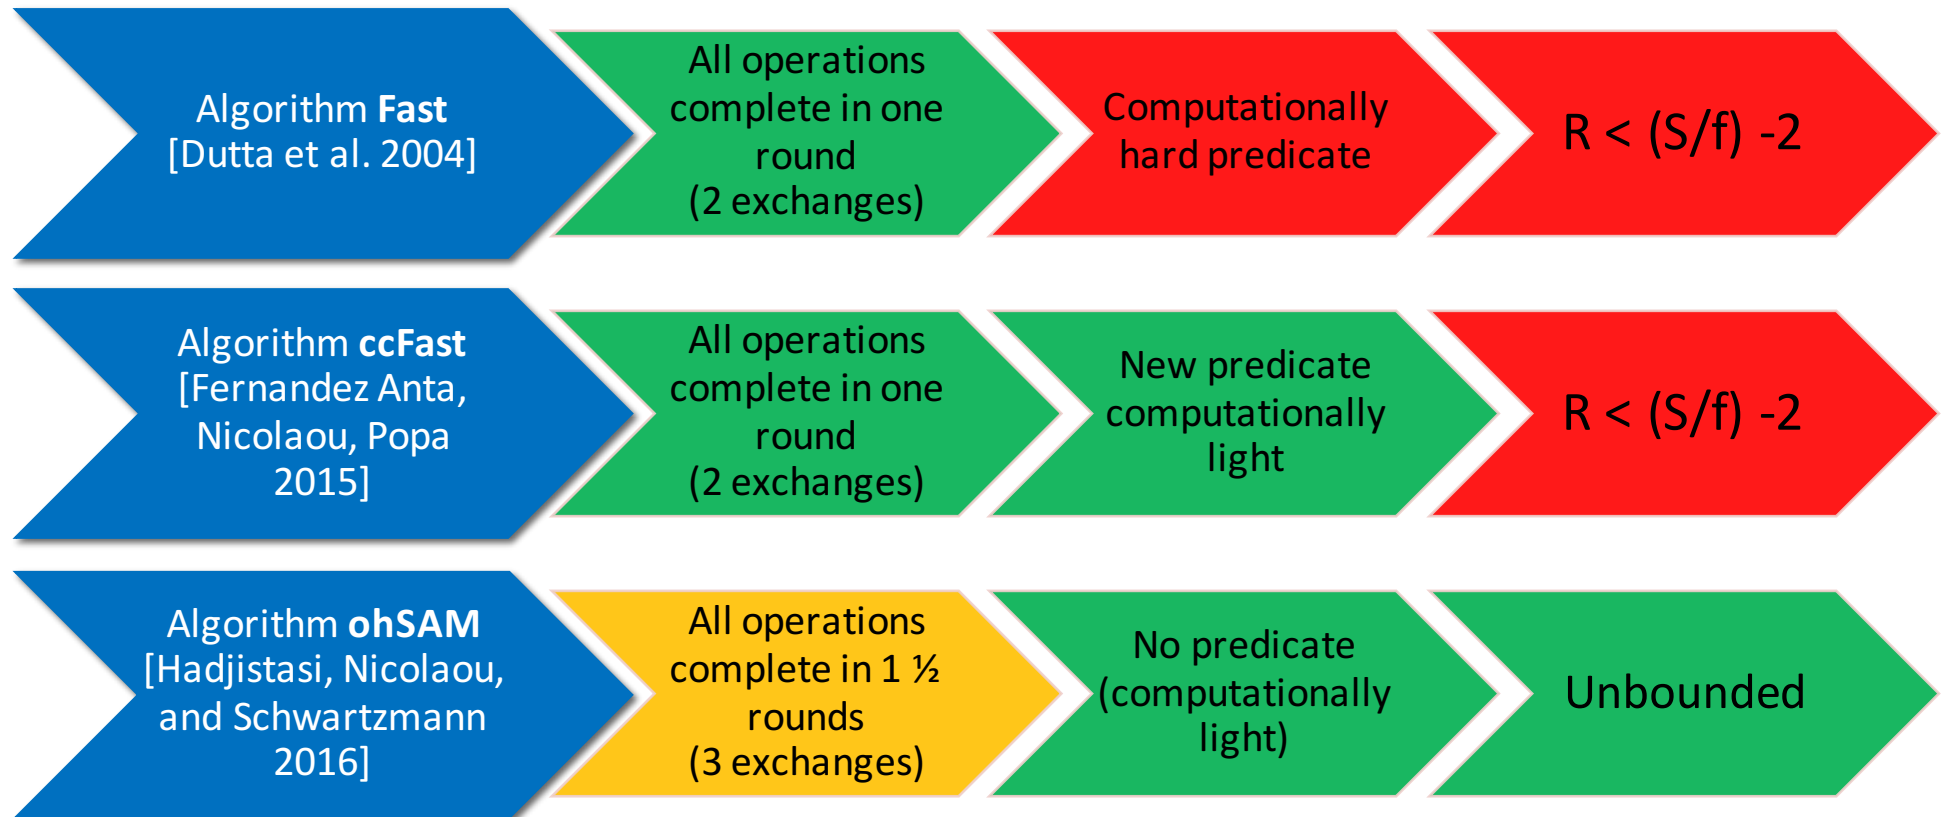 Algorithm Fast
[Dutta et al. 2004]
All operations
complete in one
round
(2 exchanges)
Computationally
hard predicate
R < (S/f) -2
Algorithm ccFast
[Fernandez Anta,
Nicolaou, Popa
2015]
All operations
complete in one
round
(2 exchanges)
New predicate
computationally
light
R < (S/f) -2
Algorithm ohSAM
[Hadjistasi, Nicolaou,
and Schwartzmann
2016]
All operations
complete in 1 ½
rounds
(3 exchanges)
No predicate
(computationally
light)
Unbounded